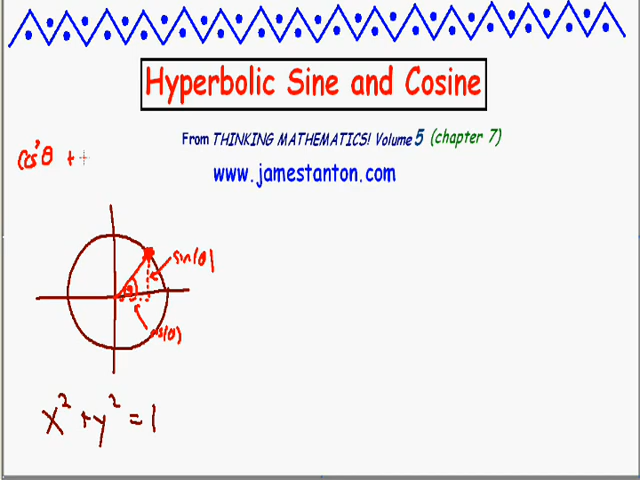 Hyperbolic Sine and Cosine
From THINKING MATHEMATICS! Volume 5 (chapter 7)
www.jamestanton.com
cos²θ +
sin(θ)
θ
cos(θ)
x² + y² = 1